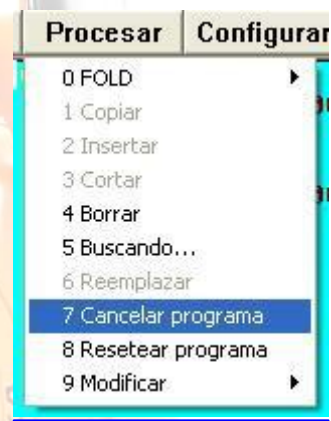 Procesar Configurar
0 FOLD
1 Copiar
2 Insertar
3 Cortar
4 Borrar
5 Buscando...
6 Reemplazar
7 Cancelar programa
8 Resetear programa
9 Modificar